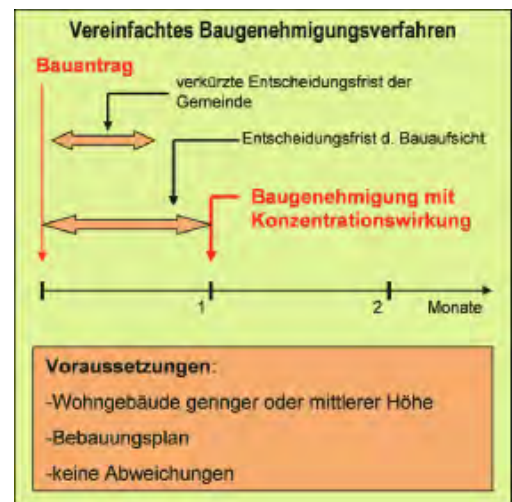 Vereinfachtes Baugenehmigungsverfahren
Bauantrag
verkürzte Entscheidungsfrist der
Gemeinde
Entscheidungsfrist d. Bauaufsicht
Baugenehmigung mit
Konzentrationswirkung
1
2
Monate
Voraussetzungen:
-Wohngebäude gennger oder mittlerer Höhe
-Bebauungsplan
-keine Abweichungen